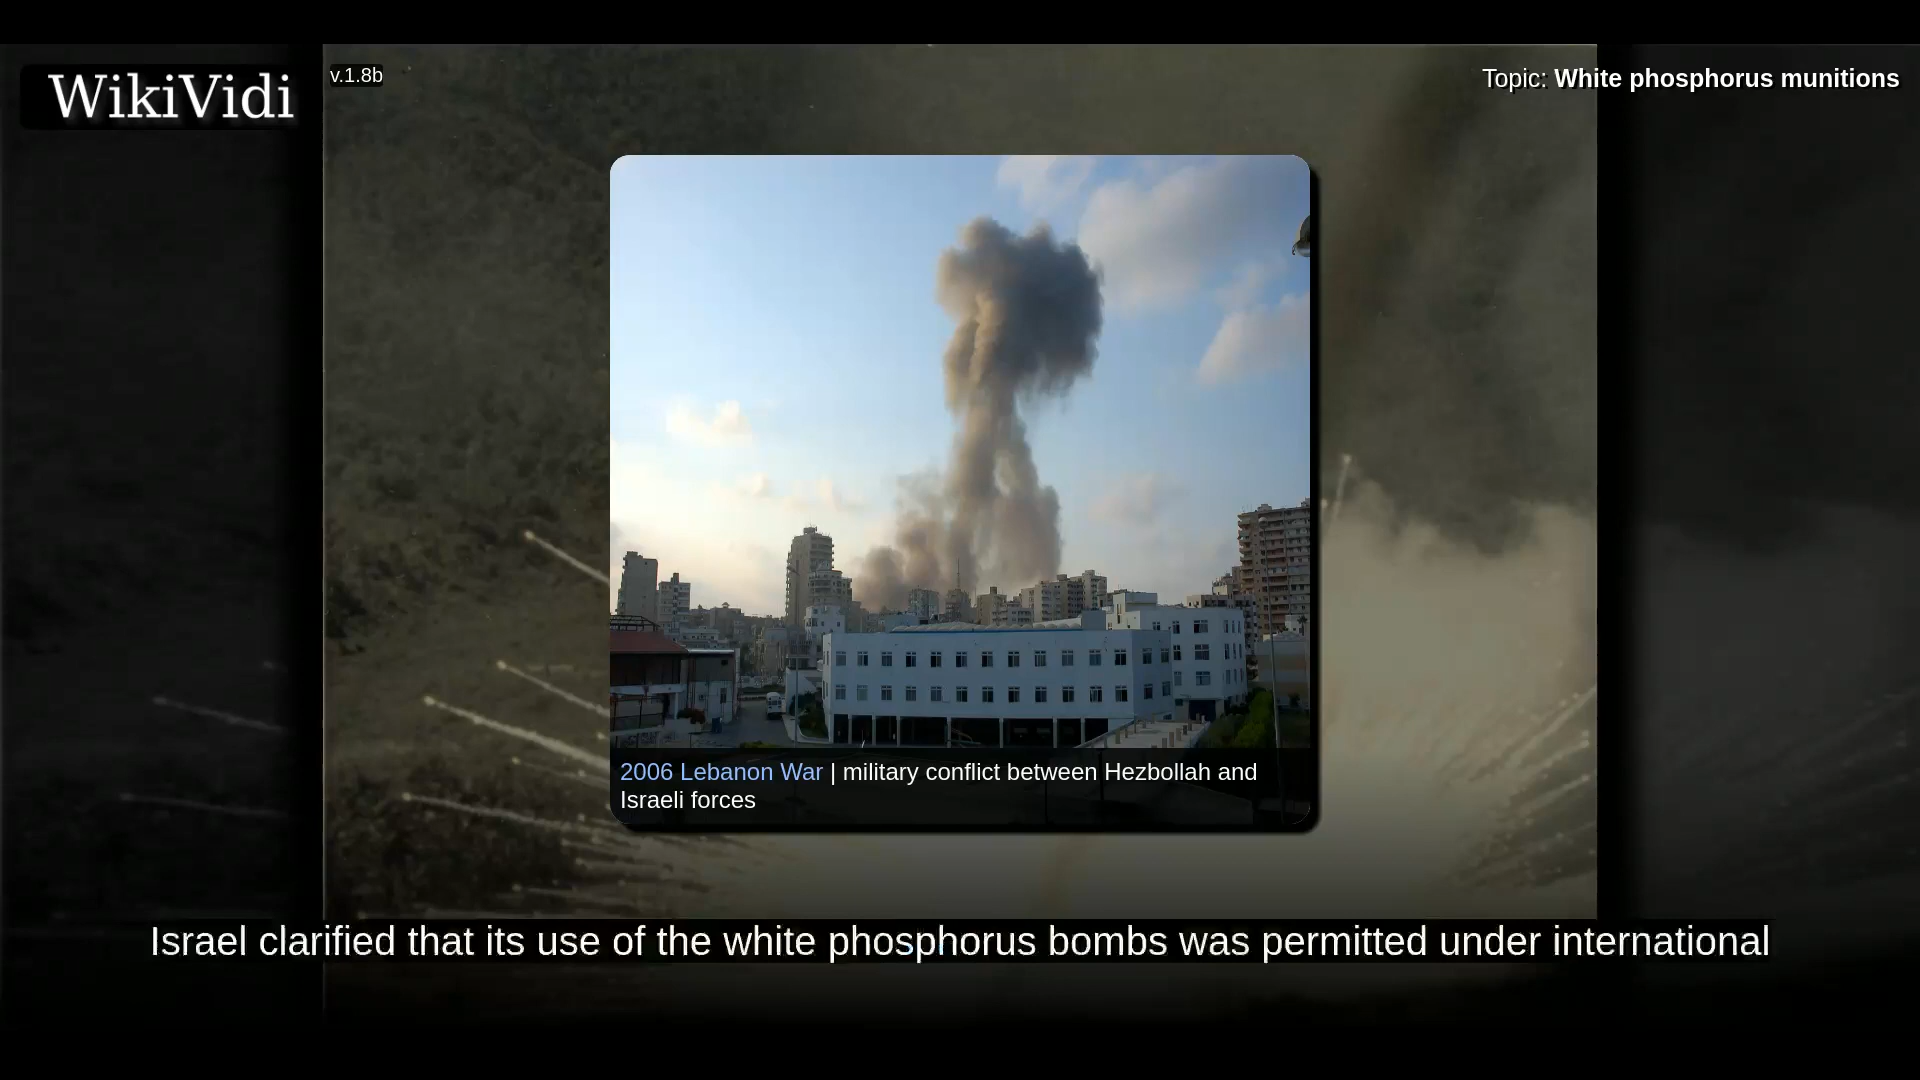 WikiVidi
v.1.8b
Topic: White phosphorus munitions
2006 Lebanon War | military conflict between Hezbollah and
Israeli forces
Israel clarified that its use of the white phosphorus bombs was permitted under international